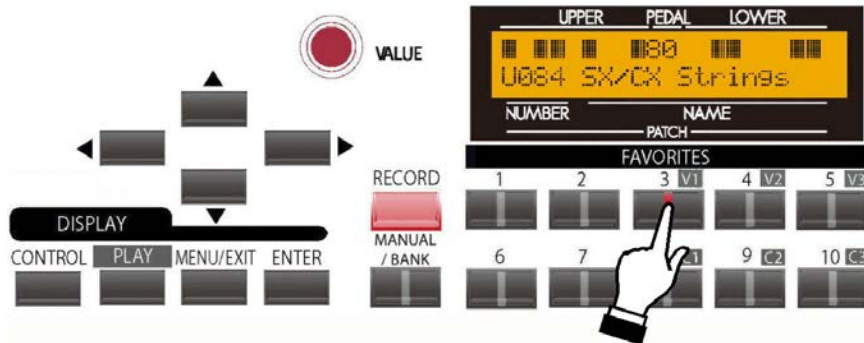 UPPER PEDAL LOWER
80
U084 SX/CX Strings
NUMBER NAME
PATCH
VALUE
FAVORITES
RECORD
1 2 3 V1 4 V2 5 V3
DISPLAY
CONTROL PLAY MENU/EXIT ENTER
MANUAL
/ BANK
6 7 C1 9 C2 10 C3